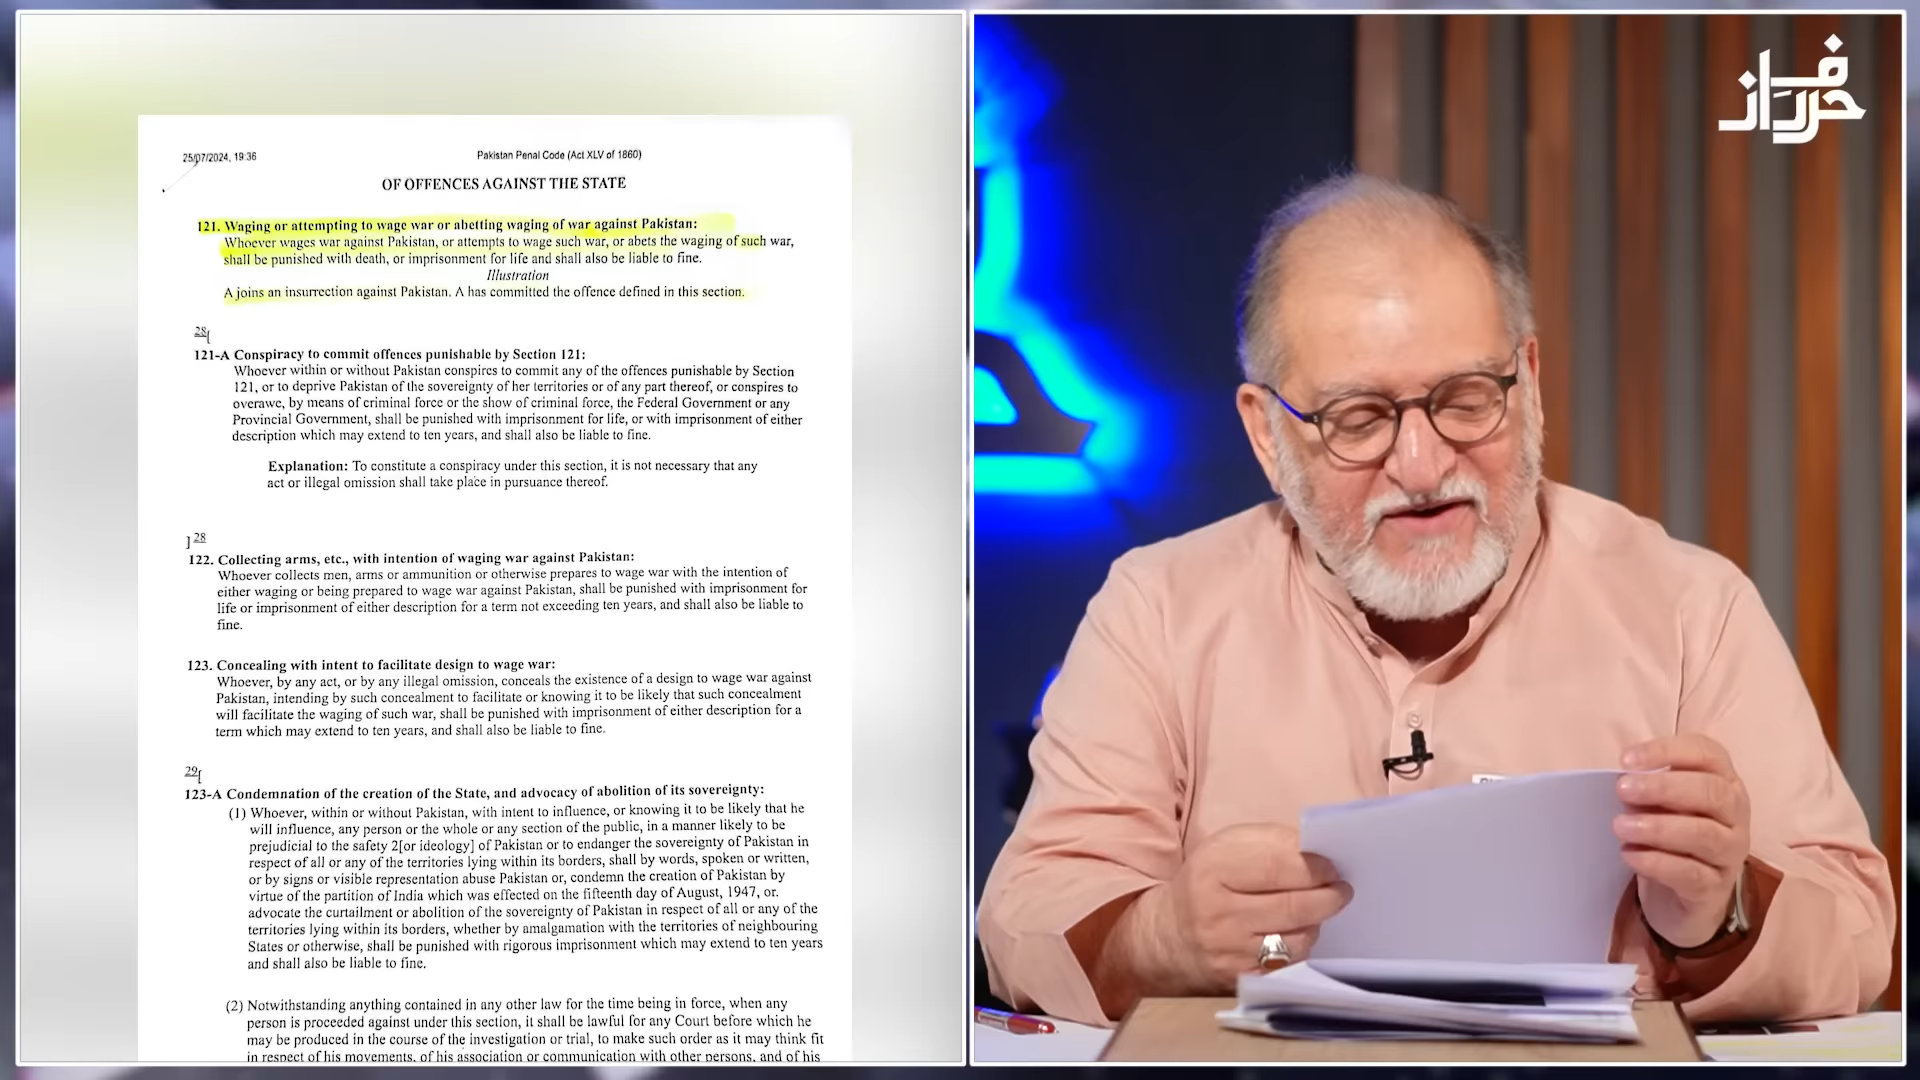 25/07/2024, 19:36
Pakistan Penal Code (Act XLV of 1860)
OF OFFENCES AGAINST THE STATE
121. Waging or attempting to wage war or abetting waging of war against Pakistan:
Whoever wages war against Pakistan, or attempts to wage such war, or abets the waging of such war,
shall be punished with death, or imprisonment for life and shall also be liable to fine.
Illustration
A joins an insurrection against Pakistan. A has committed the offence defined in this section.
28[
121-A Conspiracy to commit offences punishable by Section 121:
Whoever within or without Pakistan conspires to commit any of the offences punishable by Section
121, or to deprive Pakistan of the sovereignty of her territories or of any part thereof, or conspires to
overawe, by means of criminal force or the show of criminal force, the Federal Government or any
Provincial Government, shall be punished with imprisonment for life, or with imprisonment of either
description which may extend to ten years, and shall also be liable to fine.
Explanation: To constitute a conspiracy under this section, it is not necessary that any
act or illegal omission shall take place in pursuance thereof.
]28
122. Collecting arms, etc., with intention of waging war against Pakistan:
Whoever collects men, arms or ammunition or otherwise prepares to wage war with the intention of
either waging or being prepared to wage war against Pakistan, shall be punished with imprisonment for
life or imprisonment of either description for a term not exceeding ten years, and shall also be liable to
fine.
123. Concealing with intent to facilitate design to wage war:
Whoever, by any act, or by any illegal omission, conceals the existence of a design to wage war against
Pakistan, intending by such concealment to facilitate or knowing it to be likely that such concealment
will facilitate the waging of such war, shall be punished with imprisonment of either description for a
term which may extend to ten years, and shall also be liable to fine.
29[
123-A Condemnation of the creation of the State, and advocacy of abolition of its sovereignty:
(1) Whoever, within or without Pakistan, with intent to influence, or knowing it to be likely that he
will influence, any person or the whole or any section of the public, in a manner likely to be
prejudicial to the safety 2[or ideology] of Pakistan or to endanger the sovereignty of Pakistan in
respect of all or any of the territories lying within its borders, shall by words, spoken or written,
or by signs or visible representation abuse Pakistan or, condemn the creation of Pakistan by
virtue of the partition of India which was effected on the fifteenth day of August, 1947, or.
advocate the curtailment or abolition of the sovereignty of Pakistan in respect of all or any of the
territories lying within its borders, whether by amalgamation with the territories of neighbouring
States or otherwise, shall be punished with rigorous imprisonment which may extend to ten years
and shall also be liable to fine.
(2) Notwithstanding anything contained in any other law for the time being in force, when any
person is proceeded against under this section, it shall be lawful for any Court before which he
may be produced in the course of the investigation or trial, to make such order as it may think fit
in respect of his movements, of his association or communication with other persons, and of his
حرف راز